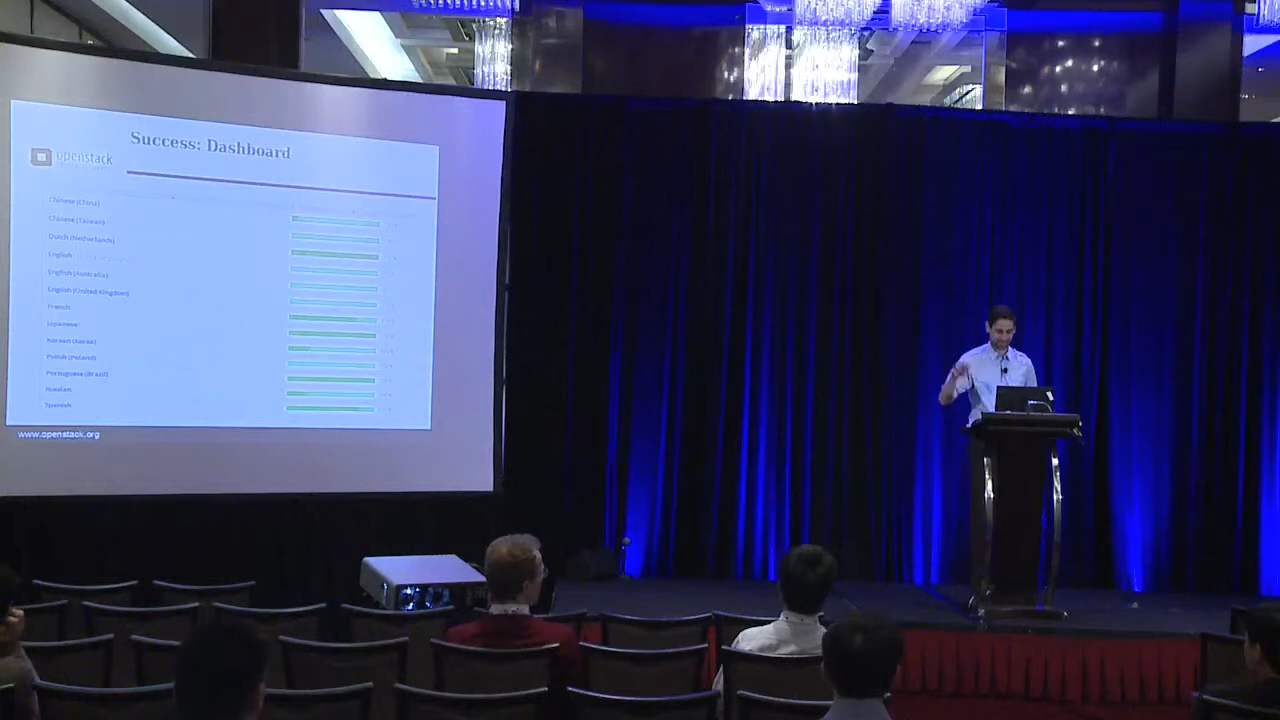 Success: Dashboard
openstack
Chinese (China)
Chinese (Taiwan)
Dutch (Netherlands)
English
English (Australia)
English (United Kingdom)
French
Japanese
Korean (Korea)
Polish (Poland)
Portuguese (Brazil)
Russian
Spanish
www.openstack.org